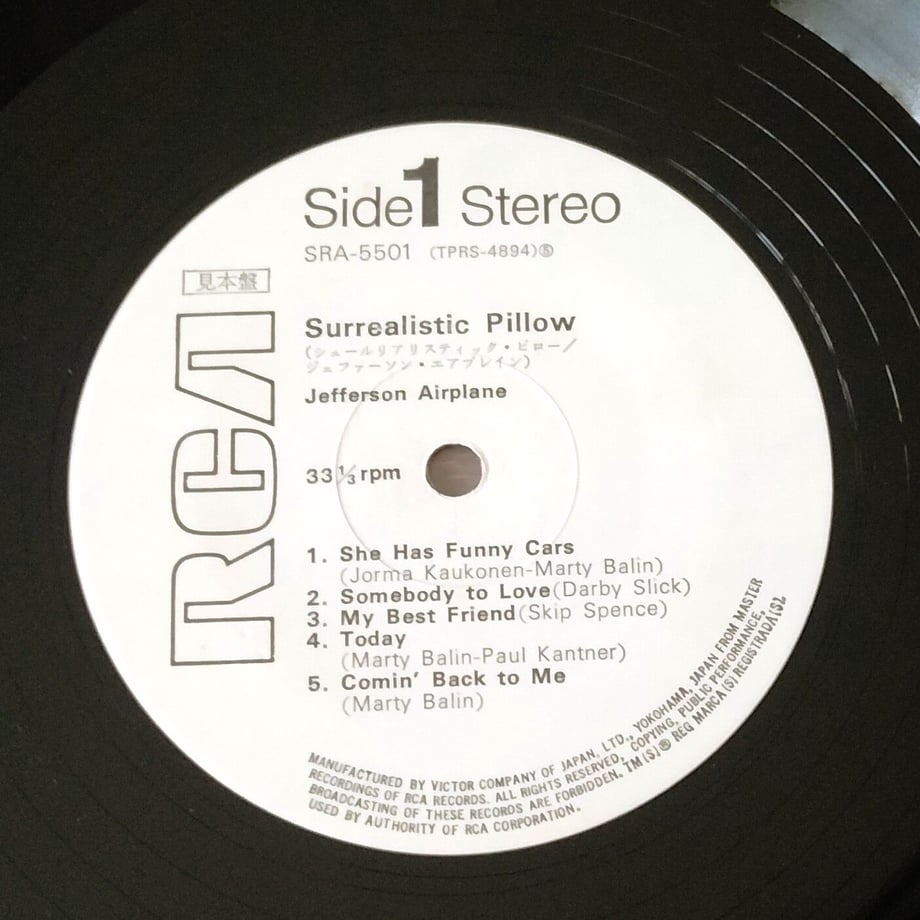 Side 1 Stereo
SRA-5501 (TPRS-4894)Ⓢ
見本盤
RCA
Surrealistic Pillow
(シュールリアリスティック・ピロー/
ジェファーソン・エアプレイン)
Jefferson Airplane
33 1/3 rpm
1. She Has Funny Cars
(Jorma Kaukonen-Marty Balin)
2. Somebody to Love(Darby Slick)
3. My Best Friend(Skip Spence)
4. Today
(Marty Balin-Paul Kantner)
5. Comin' Back to Me
(Marty Balin)
MANUFACTURED BY VICTOR COMPANY OF JAPAN, LTD., YOKOHAMA, JAPAN FROM MASTER
RECORDINGS OF RCA RECORDS. ALL RIGHTS RESERVED, COPYING, PUBLIC PERFORMANCE,
BROADCASTING OF THESE RECORDS ARE FORBIDDEN. TM(S)® REG MARCA(S) REGISTRADA(S).
USED BY AUTHORITY OF RCA CORPORATION.